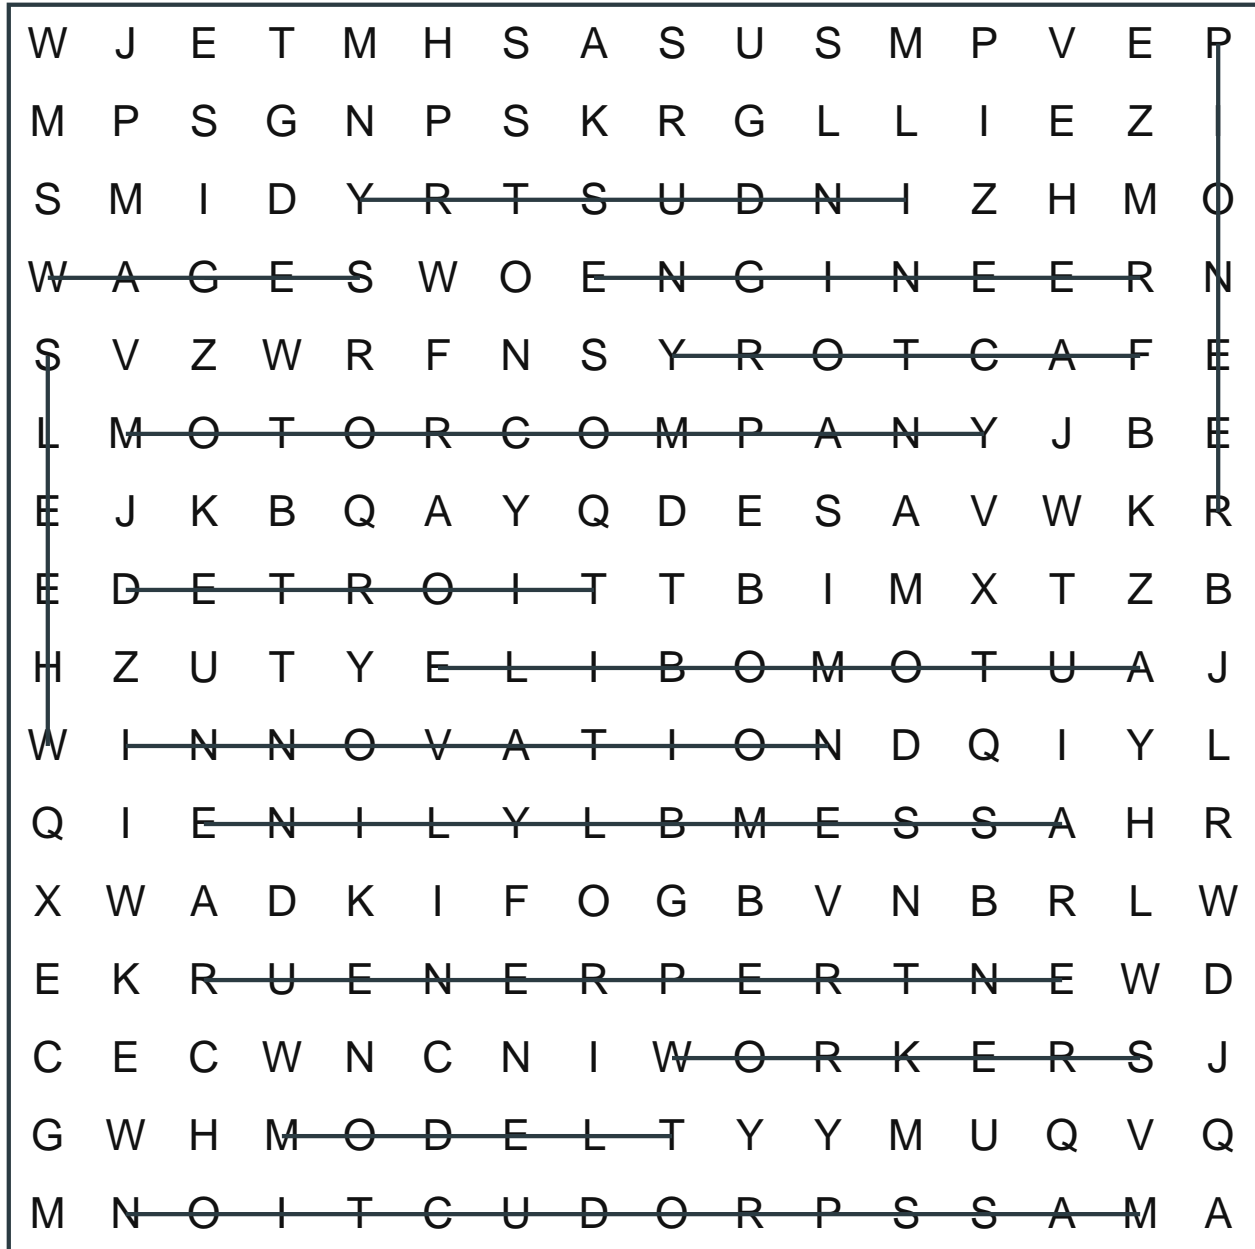 W J E T M H S A S U S M P V E P
M P S G N P S K R G L L I E Z I
S M I D Y R T S U D N I Z H M O
W A G E S W O E N G I N E E R N
S V Z W R F N S Y R O T C A F E
L M O T O R C O M P A N Y J B E
E J K B Q A Y Q D E S A V W K R
E D E T R O I T T B I M X T Z B
H Z U T Y E L I B O M O T U A J
W I N N O V A T I O N D Q I Y L
Q I E N I L Y L B M E S S A H R
X W A D K I F O G B V N B R L W
E K R U E N E R P E R T N E W D
C E C W N C N I W O R K E R S J
G W H M O D E L T Y Y M U Q V Q
M N O I T C U D O R P S S A M A